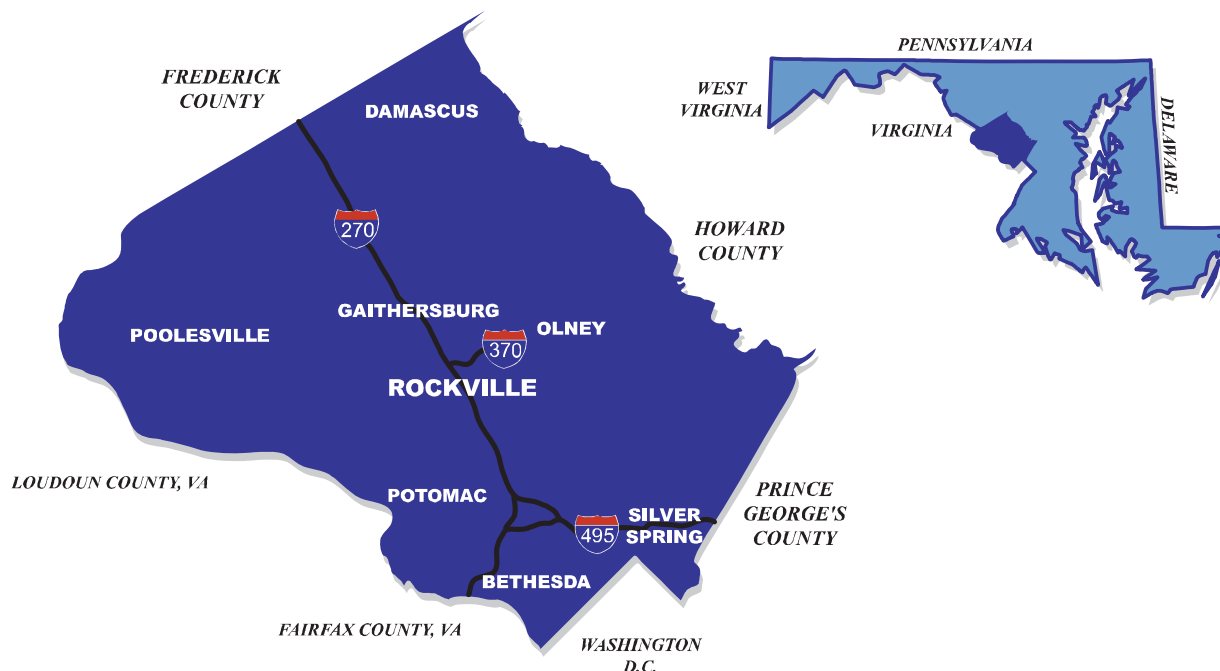 FREDERICK
COUNTY
DAMASCUS
270
HOWARD
COUNTY
GAITHERSBURG
OLNEY
370
POOLESVILLE
ROCKVILLE
LOUDOUN COUNTY, VA
POTOMAC
SILVER
SPRING
495
PRINCE
GEORGE'S
COUNTY
BETHESDA
FAIRFAX COUNTY, VA
WASHINGTON
D.C.
PENNSYLVANIA
WEST
VIRGINIA
VIRGINIA
DELAWARE